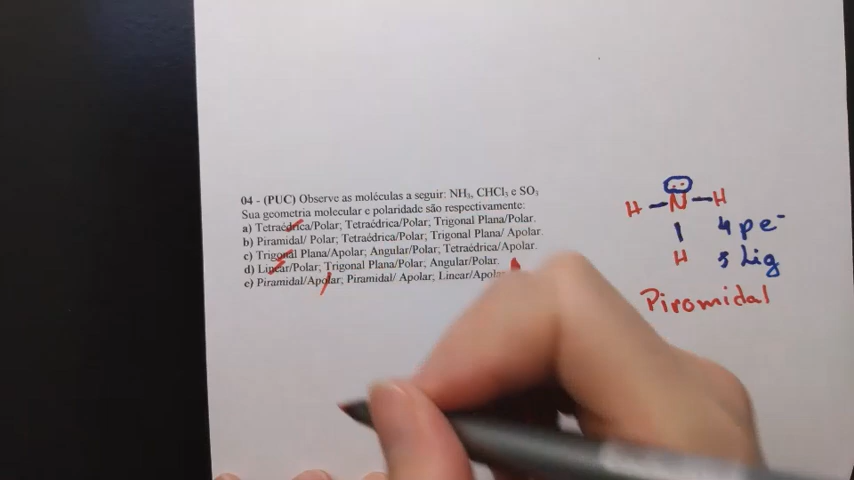 04 - (PUC) Observe as moléculas a seguir: NH₃, CHCl₃ e SO₃
Sua geometria molecular e polaridade são respectivamente:
a) Tetraédrica/Polar; Tetraédrica/Polar; Trigonal Plana/Polar.
b) Piramidal/ Polar; Tetraédrica/Polar; Trigonal Plana/ Apolar.
c) Trigonal Plana/Apolar; Angular/Polar; Tetraédrica/Apolar.
d) Linear/Polar; Trigonal Plana/Polar; Angular/Polar.
e) Piramidal/Apolar; Piramidal/ Apolar; Linear/Apolar
H – N – H
4 pe⁻
H
3 Lig
Piromidal